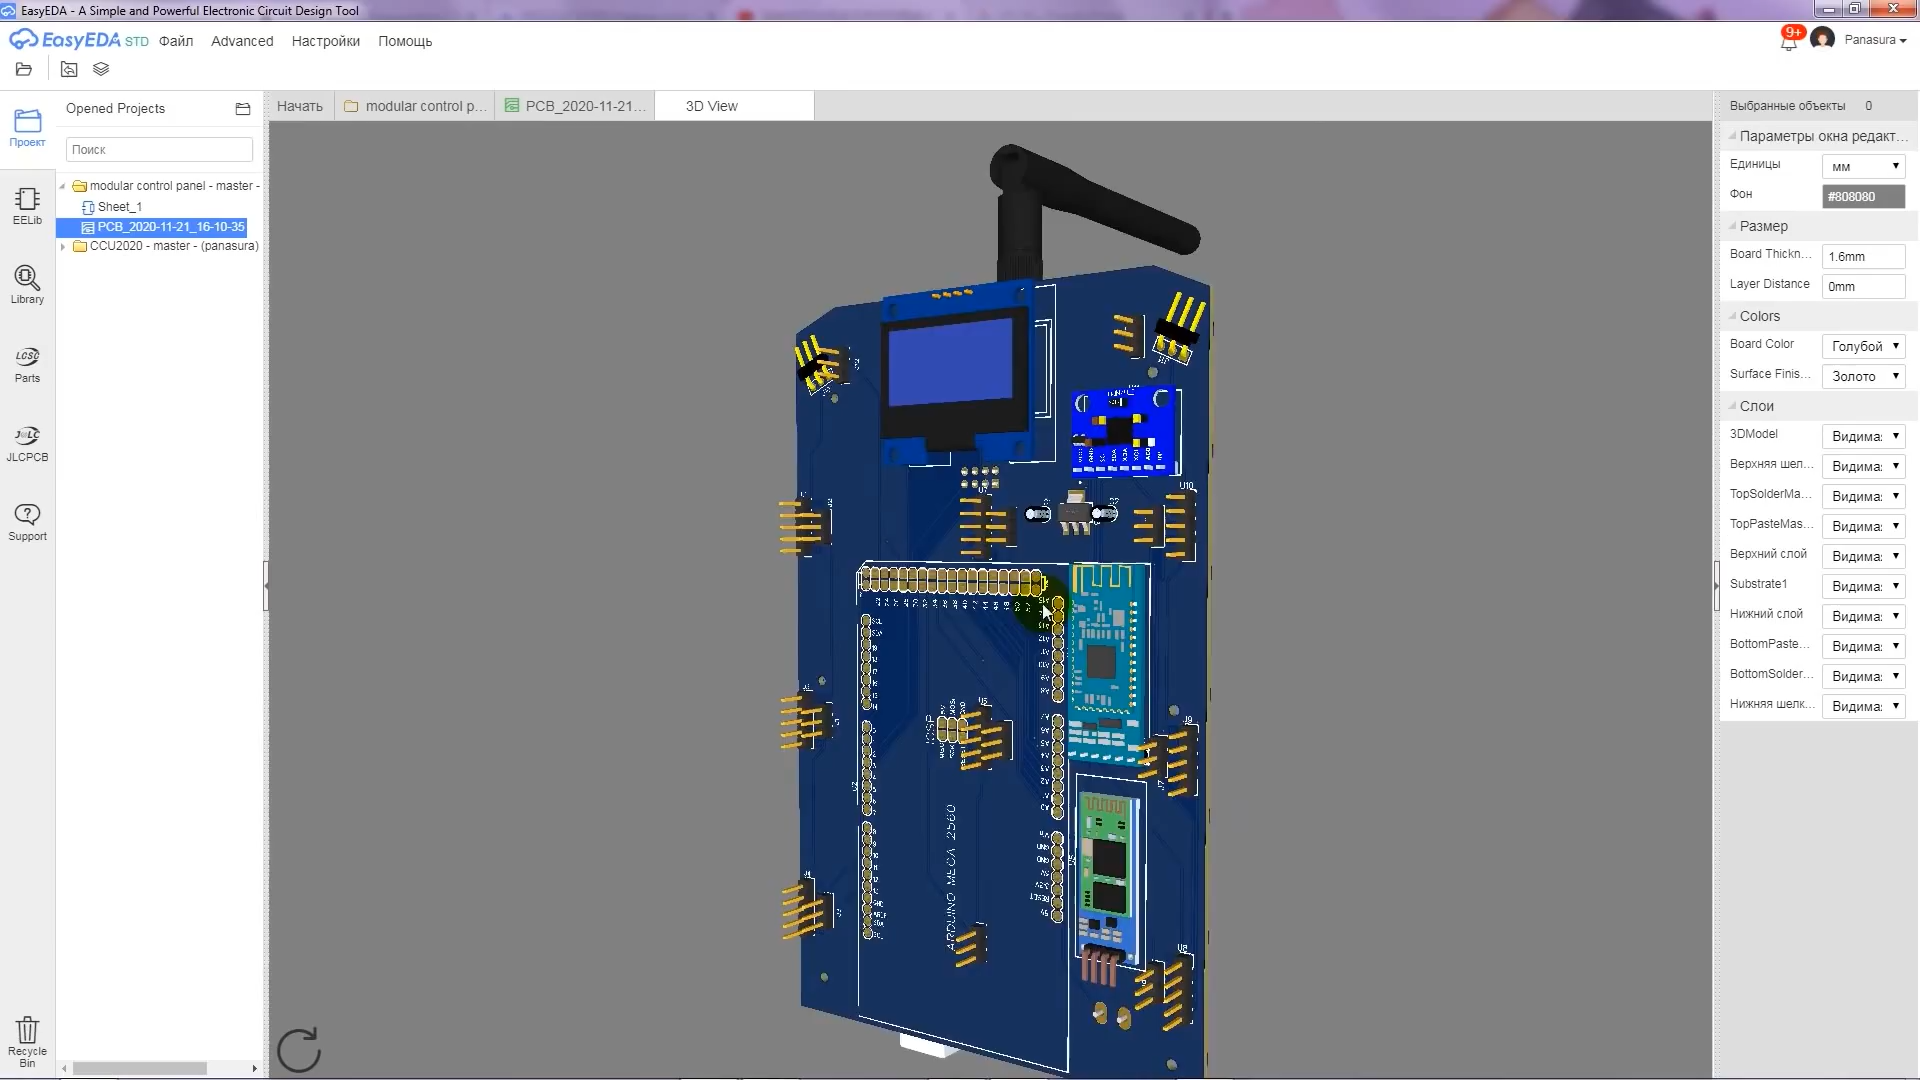 EasyEDA - A Simple and Powerful Electronic Circuit Design Tool
EasyEDA STD Файл Advanced Настройки Помощь
9+
Panasura
Проект
EELib
Library
LCSC
Parts
JLCPCB
Support
Recycle
Bin
Opened Projects
Поиск
modular control panel - master -
Sheet_1
PCB_2020-11-21_16-10-35
CCU2020 - master - (panasura)
Начать
modular control p...
PCB_2020-11-21...
3D View
U10
U9
U8
ARDUINO MEGA 2560
Выбранные объекты 0
Параметры окна редакт...
Единицы мм
Фон #808080
Размер
Board Thickn... 1.6mm
Layer Distance 0mm
Colors
Board Color Голубой
Surface Finis... Золото
Слои
3DModel Видима
Верхняя шел... Видима
TopSolderMa... Видима
TopPasteMas... Видима
Верхний слой Видима
Substrate1 Видима
Нижний слой Видима
BottomPaste... Видима
BottomSolder... Видима
Нижняя шелк... Видима